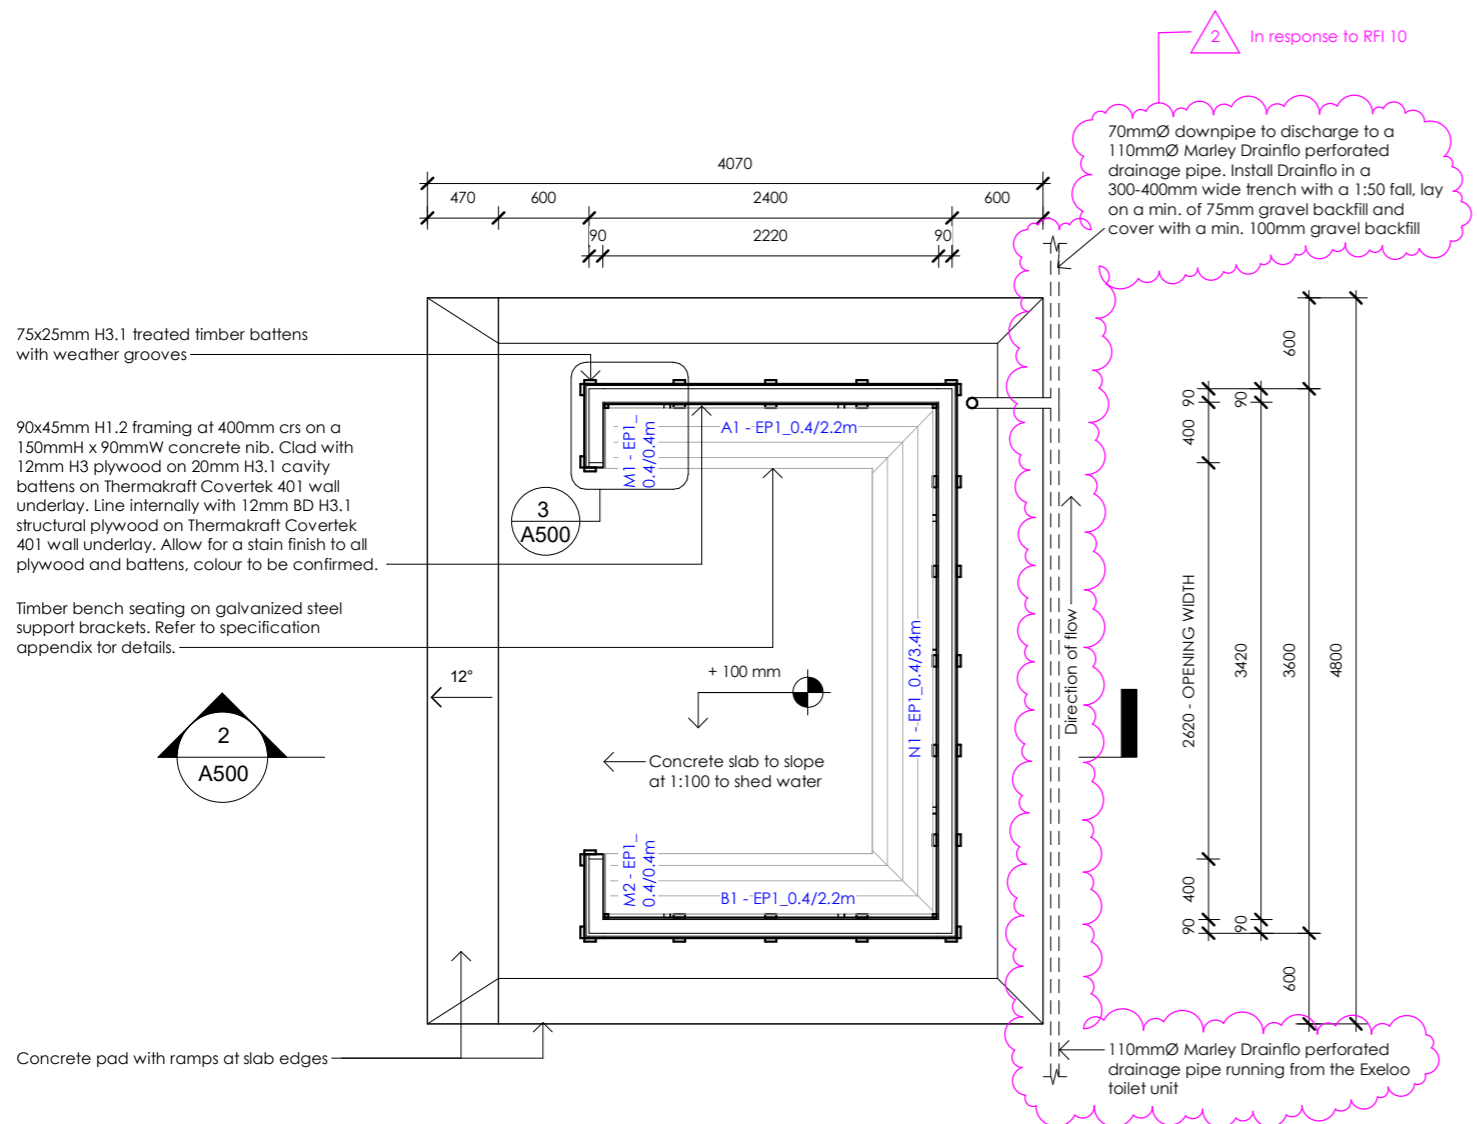 2
In response to RFI 10
70mmØ downpipe to discharge to a
110mmØ Marley Drainflo perforated
drainage pipe. Install Drainflo in a
300-400mm wide trench with a 1:50 fall, lay
on a min. of 75mm gravel backfill and
cover with a min. 100mm gravel backfill
4070
470
600
2400
600
90
2220
90
75x25mm H3.1 treated timber battens
with weather grooves
90x45mm H1.2 framing at 400mm crs on a
150mmH x 90mmW concrete nib. Clad with
12mm H3 plywood on 20mm H3.1 cavity
battens on Thermakraft Covertek 401 wall
underlay. Line internally with 12mm BD H3.1
structural plywood on Thermakraft Covertek
401 wall underlay. Allow for a stain finish to all
plywood and battens, colour to be confirmed.
Timber bench seating on galvanized steel
support brackets. Refer to specification
appendix tor details.
M1 - EP1_
0.4/0.4m
A1 - EP1_0.4/2.2m
3
A500
12°
+ 100 mm
N1 - EP1_0.4/3.4m
Direction of flow
2
A500
Concrete slab to slope
at 1:100 to shed water
M2 - EP1_
0.4/0.4m
B1 - EP1_0.4/2.2m
600
90
90
400
2620 - OPENING WIDTH
3420
3600
4800
400
90
90
600
Concrete pad with ramps at slab edges
110mmØ Marley Drainflo perforated
drainage pipe running from the Exeloo
toilet unit